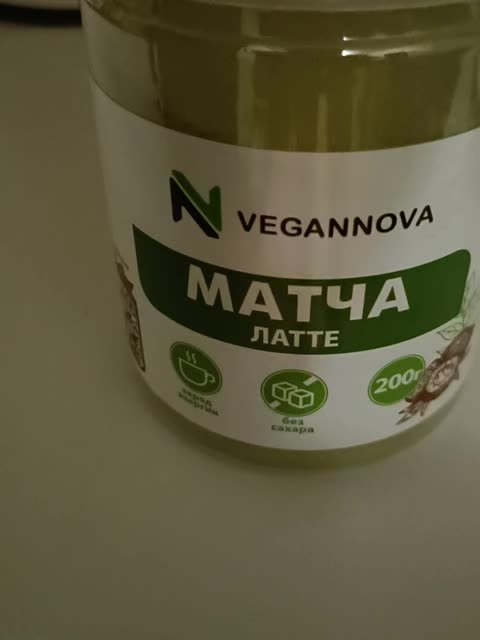 VEGANNOVA
МАТЧА
ЛАТТЕ
заряд
энергии
без
сахара
200г